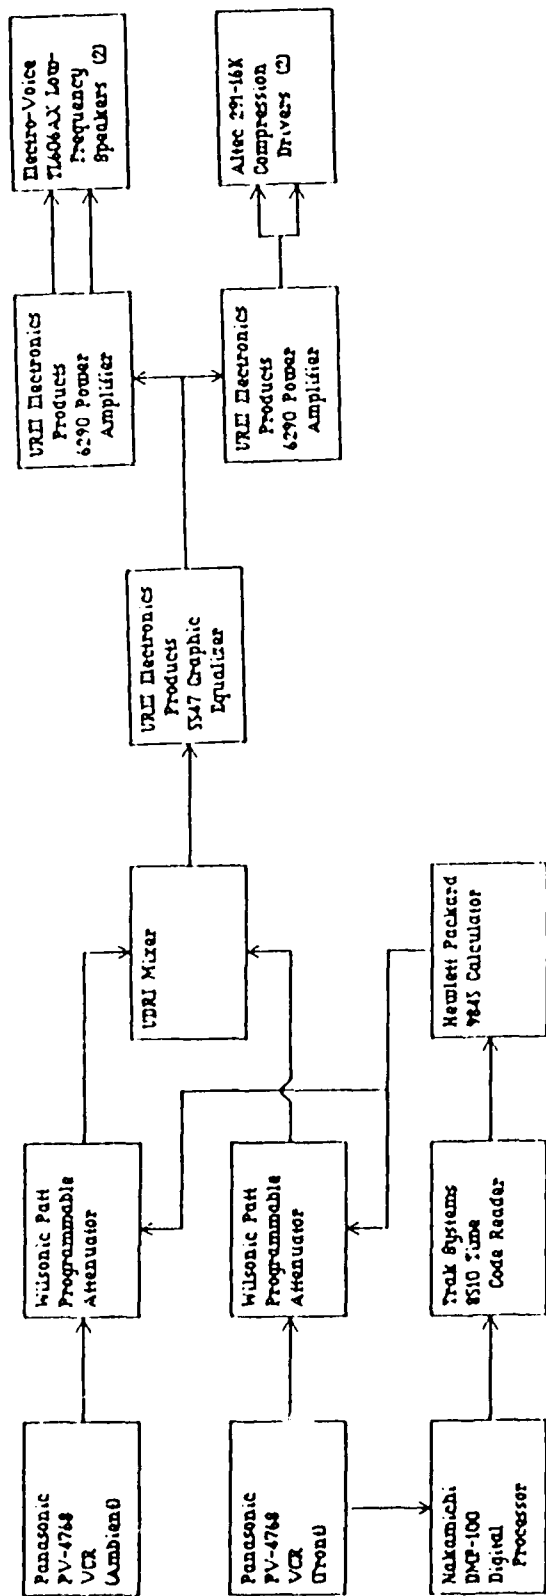 Panasonic
PV-4768
VCR
(Ambient)
Wilsonic Patt
Programmable
Attenuator
UDRI Mixer
UREI Electronics
Products
5547 Graphic
Equalizer
UREI Electronics
Products
6290 Power
Amplifier
Electro-Voice
TL606AX Low-
Frequency
Speakers (2)
Panasonic
PV-4768
VCR
(Front)
Wilsonic Patt
Programmable
Attenuator
UREI Electronics
Products
6290 Power
Amplifier
Altec 291-16K
Compression
Drivers (2)
Nakamichi
DMP-100
Digital
Processor
Trak Systems
8510 Time
Code Reader
Hewlett Packard
9845 Calculator